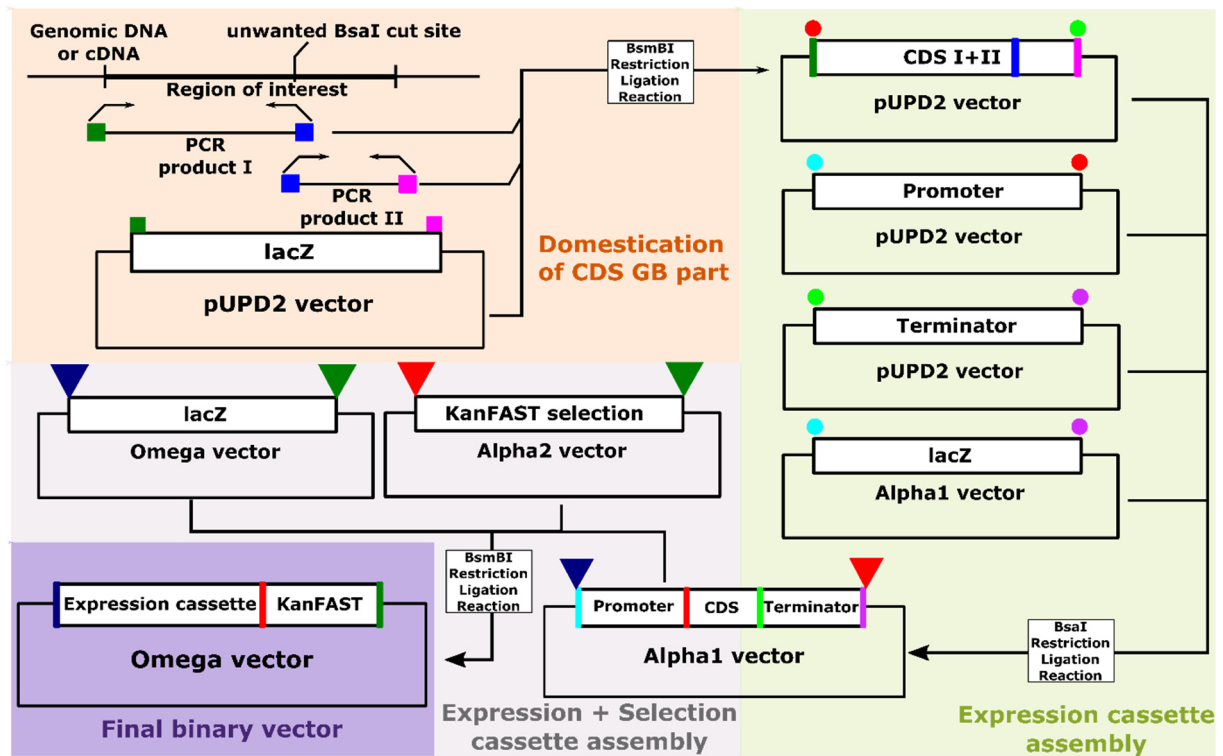 Genomic DNA
or cDNA
unwanted BsaI cut site
Region of interest
PCR
product I
PCR
product II
lacZ
pUPD2 vector
BsmBI
Restriction
Ligation
Reaction
Domestication
of CDS GB part
CDS I+II
pUPD2 vector
Promoter
pUPD2 vector
Terminator
pUPD2 vector
lacZ
Alpha1 vector
lacZ
Omega vector
KanFAST selection
Alpha2 vector
BsmBI
Restriction
Ligation
Reaction
Expression cassette
KanFAST
Omega vector
Final binary vector
Promoter
CDS
Terminator
Alpha1 vector
Expression + Selection
cassette assembly
BsaI
Restriction
Ligation
Reaction
Expression cassette
assembly